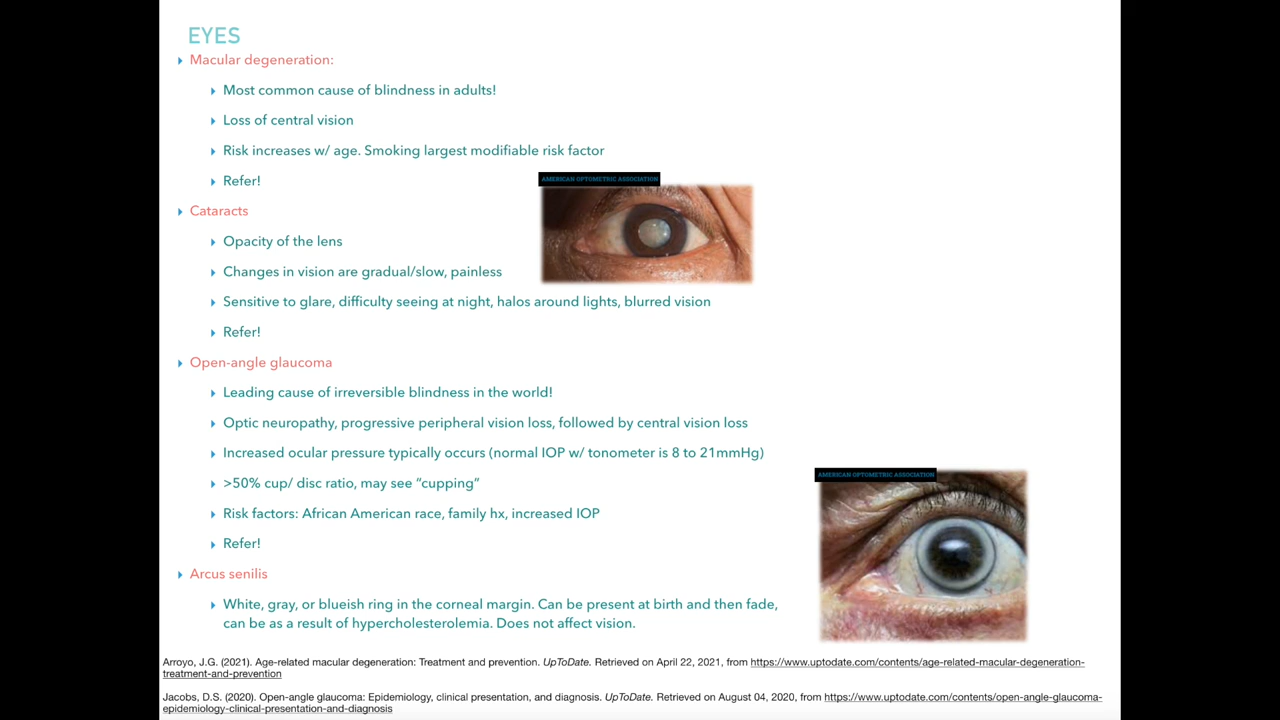 EYES
Macular degeneration:
Most common cause of blindness in adults!
Loss of central vision
Risk increases w/ age. Smoking largest modifiable risk factor
Refer!
AMERICAN OPTOMETRIC ASSOCIATION
Cataracts
Opacity of the lens
Changes in vision are gradual/slow, painless
Sensitive to glare, difficulty seeing at night, halos around lights, blurred vision
Refer!
Open-angle glaucoma
Leading cause of irreversible blindness in the world!
Optic neuropathy, progressive peripheral vision loss, followed by central vision loss
Increased ocular pressure typically occurs (normal IOP w/ tonometer is 8 to 21mmHg)
AMERICAN OPTOMETRIC ASSOCIATION
>50% cup/ disc ratio, may see “cupping”
Risk factors: African American race, family hx, increased IOP
Refer!
Arcus senilis
White, gray, or blueish ring in the corneal margin. Can be present at birth and then fade,
can be as a result of hypercholesterolemia. Does not affect vision.
Arroyo, J.G. (2021). Age-related macular degeneration: Treatment and prevention. UpToDate. Retrieved on April 22, 2021, from https://www.uptodate.com/contents/age-related-macular-degeneration-
treatment-and-prevention
Jacobs, D.S. (2020). Open-angle glaucoma: Epidemiology, clinical presentation, and diagnosis. UpToDate. Retrieved on August 04, 2020, from https://www.uptodate.com/contents/open-angle-glaucoma-
epidemiology-clinical-presentation-and-diagnosis